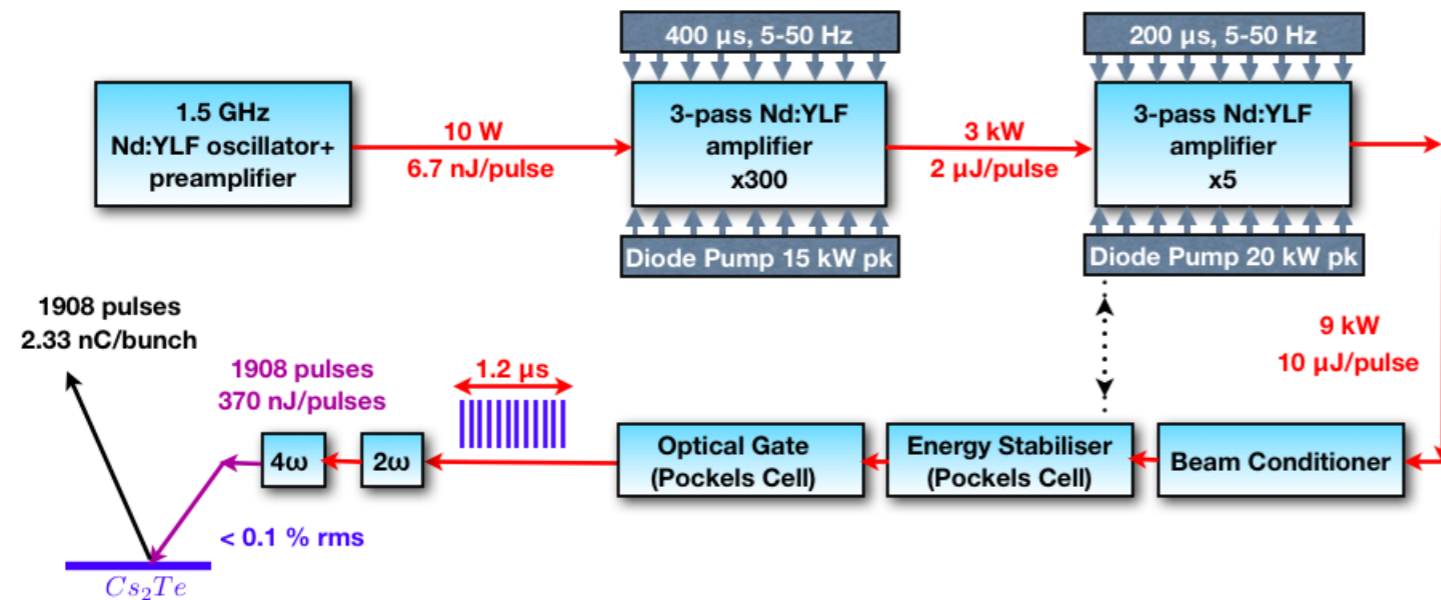 400 µs, 5-50 Hz
200 µs, 5-50 Hz
1.5 GHz
Nd:YLF oscillator+
preamplifier
10 W
6.7 nJ/pulse
3-pass Nd:YLF
amplifier
x300
3 kW
2 µJ/pulse
3-pass Nd:YLF
amplifier
x5
Diode Pump 15 kW pk
Diode Pump 20 kW pk
1908 pulses
2.33 nC/bunch
9 kW
10 µJ/pulse
1908 pulses
370 nJ/pulses
1.2 µs
4ω
2ω
Optical Gate
(Pockels Cell)
Energy Stabiliser
(Pockels Cell)
Beam Conditioner
< 0.1 % rms
Cs₂Te